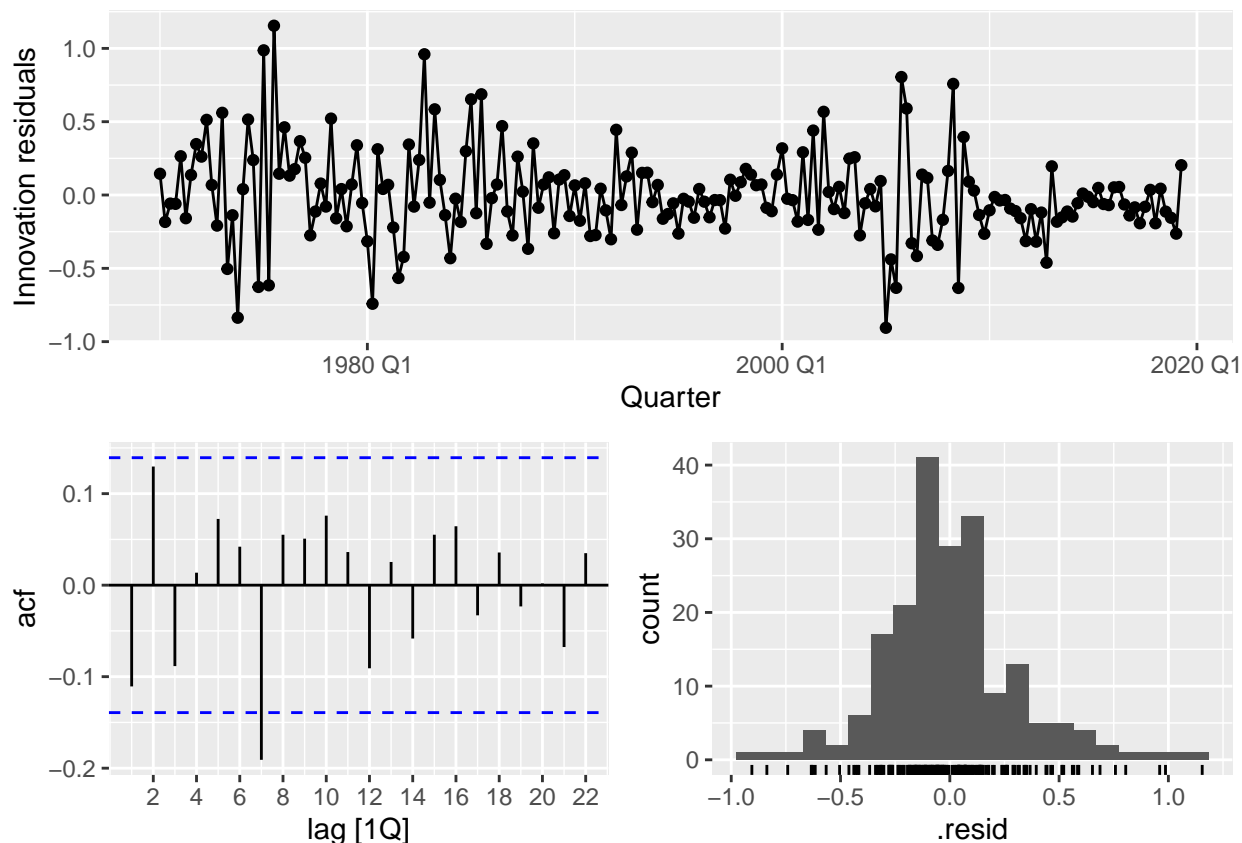 1.0
0.5
0.0
−0.5
−1.0
Innovation residuals
1980 Q1 2000 Q1 2020 Q1
Quarter
0.1
0.0
−0.1
−0.2
acf
2 4 6 8 10 12 14 16 18 20 22
lag [1Q]
40
30
20
10
0
count
−1.0 −0.5 0.0 0.5 1.0
.resid